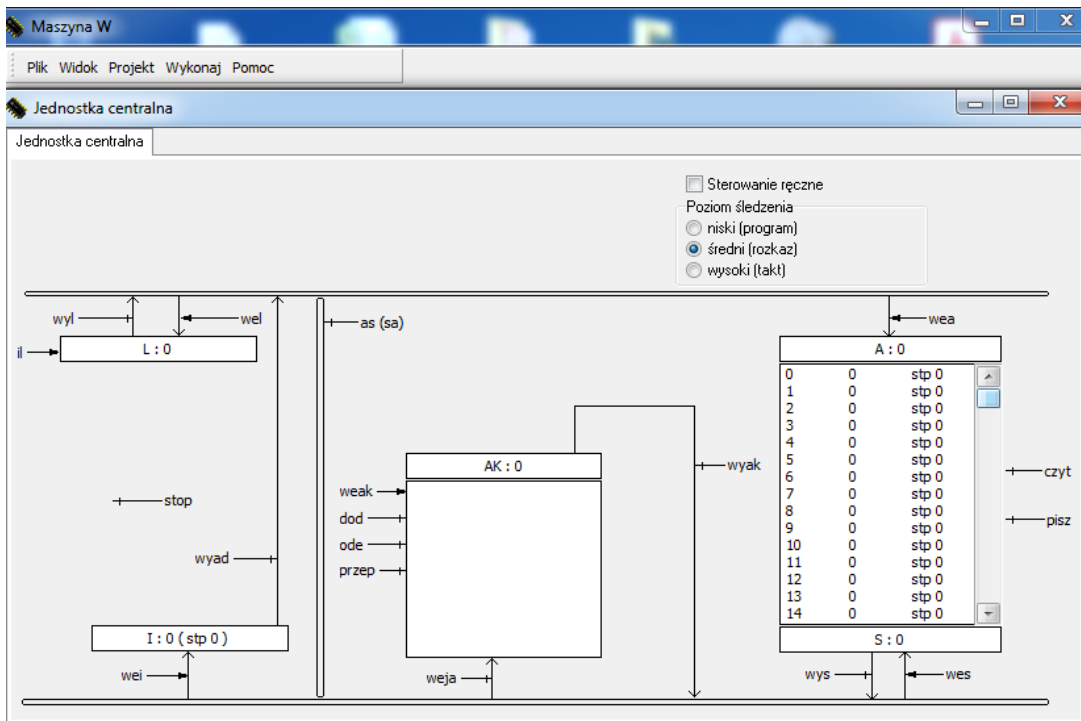 Maszyna W
Plik Widok Projekt Wykonaj Pomoc
Jednostka centralna
Jednostka centralna
Sterowanie ręczne
Poziom śledzenia
niski (program)
średni (rozkaz)
wysoki (takt)
wyl
wel
as (sa)
wea
il
L : 0
A : 0
0 0 stp 0
1 0 stp 0
2 0 stp 0
3 0 stp 0
4 0 stp 0
5 0 stp 0
6 0 stp 0
7 0 stp 0
8 0 stp 0
9 0 stp 0
10 0 stp 0
11 0 stp 0
12 0 stp 0
13 0 stp 0
14 0 stp 0
AK : 0
wyak
czyt
weak
stop
dod
pisz
ode
wyad
przep
I : 0 ( stp 0 )
S : 0
wei
weja
wys
wes